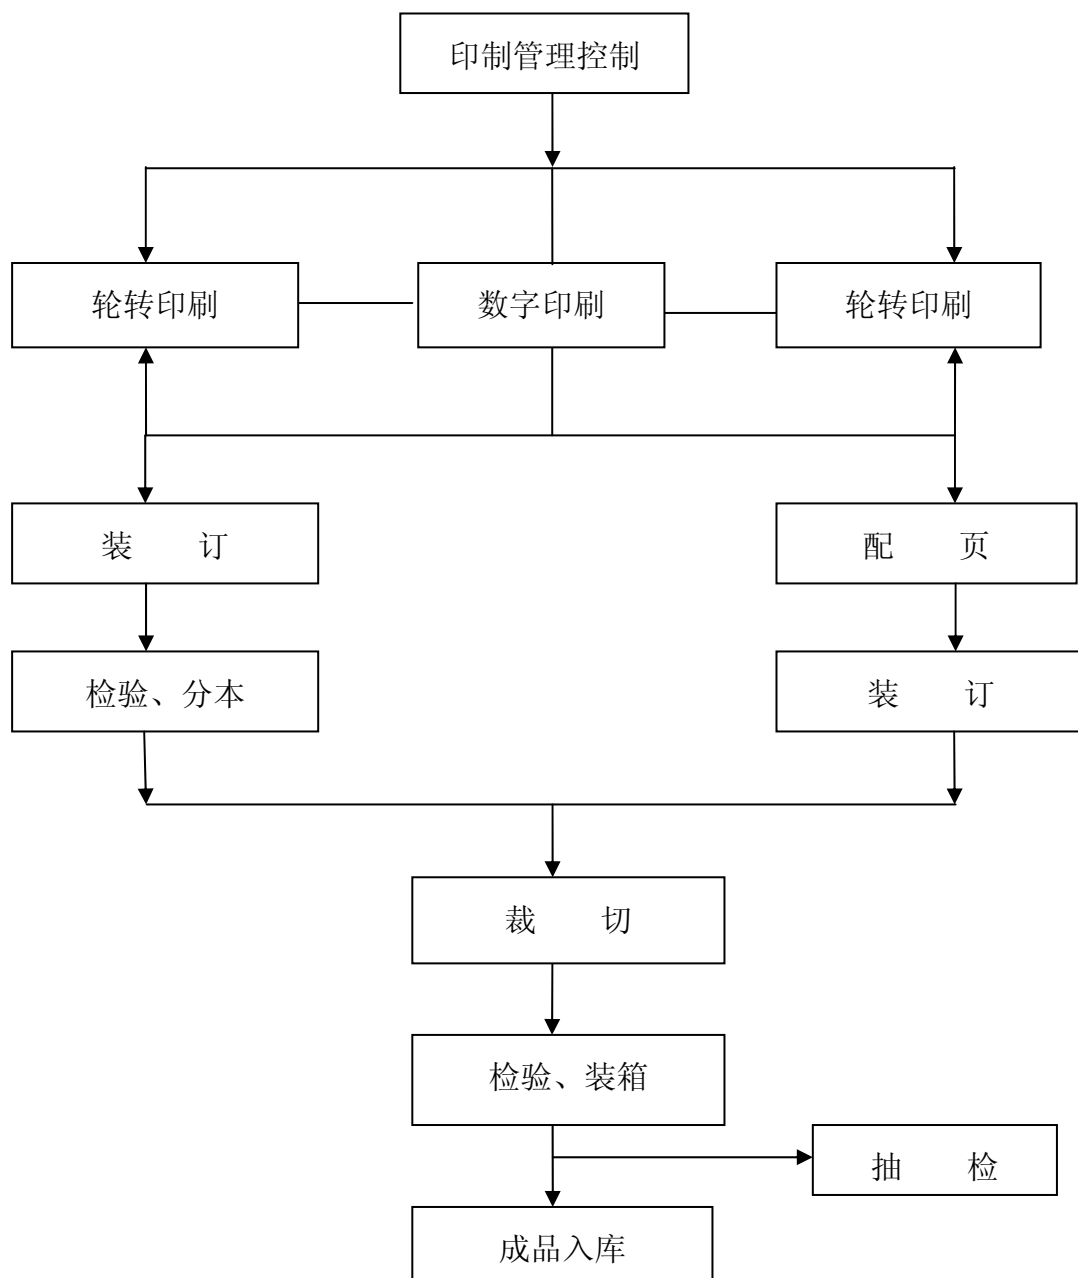 印制管理控制
轮转印刷
数字印刷
轮转印刷
装 订
配 页
检验、分本
装 订
裁 切
检验、装箱
抽 检
成品入库